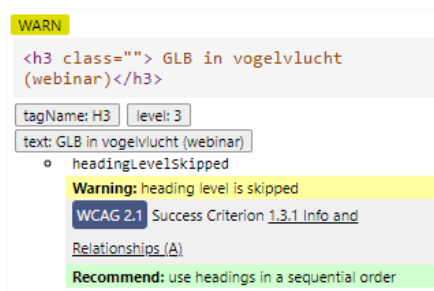 WARN
<h3 class=""> GLB in vogelvlucht
(webinar)</h3>
tagName: H3 level: 3
text: GLB in vogelvlucht (webinar)
headingLevelSkipped
Warning: heading level is skipped
WCAG 2.1 Success Criterion 1.3.1 Info and
Relationships (A)
Recommend: use headings in a sequential order